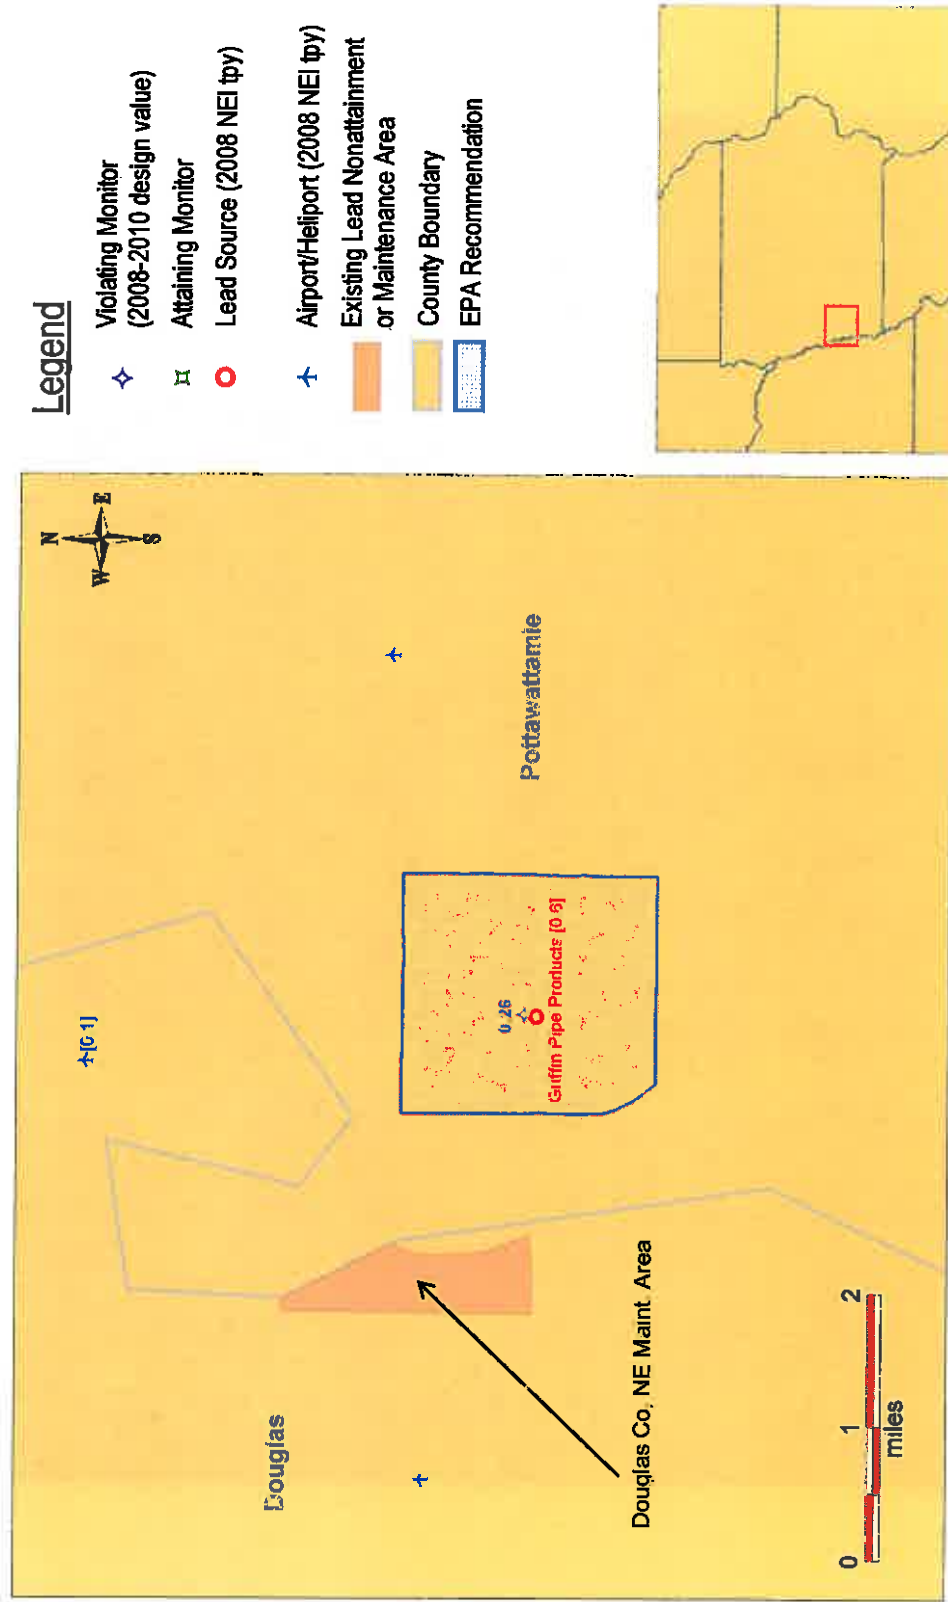 Legend
Violating Monitor
(2008-2010 design value)
Attaining Monitor
Lead Source (2008 NEI tpy)
Airport/Heliport (2008 NEI tpy)
Existing Lead Nonattainment
or Maintenance Area
County Boundary
EPA Recommendation
N
W
E
S
[0 1]
Douglas
Pottawattamie
0.26
Griffin Pipe Products [0 6]
Douglas Co, NE Maint. Area
0
1
2
miles